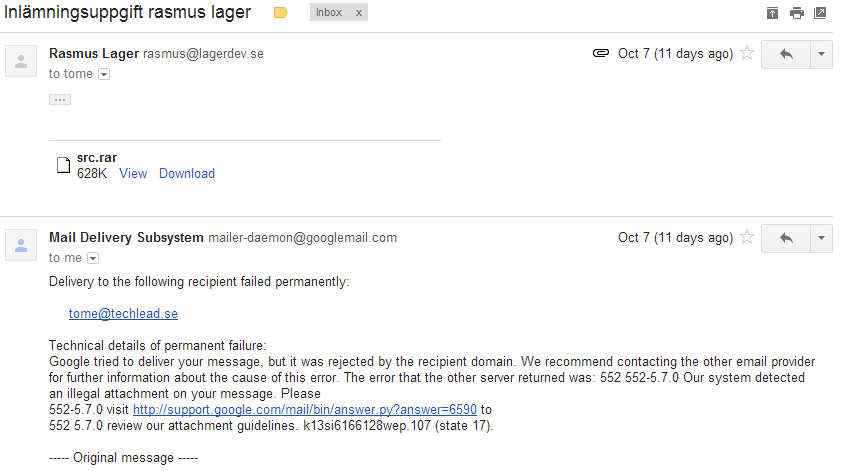 Inlämningsuppgift rasmus lager Inbox x
Rasmus Lager rasmus@lagerdev.se Oct 7 (11 days ago)
to tome
...
src.rar
628K View Download
Mail Delivery Subsystem mailer-daemon@googlemail.com Oct 7 (11 days ago)
to me
Delivery to the following recipient failed permanently:
tome@techlead.se
Technical details of permanent failure:
Google tried to deliver your message, but it was rejected by the recipient domain. We recommend contacting the other email provider
for further information about the cause of this error. The error that the other server returned was: 552 552-5.7.0 Our system detected
an illegal attachment on your message. Please
552-5.7.0 visit http://support.google.com/mail/bin/answer.py?answer=6590 to
552 5.7.0 review our attachment guidelines. k13si6166128wep.107 (state 17).
----- Original message -----